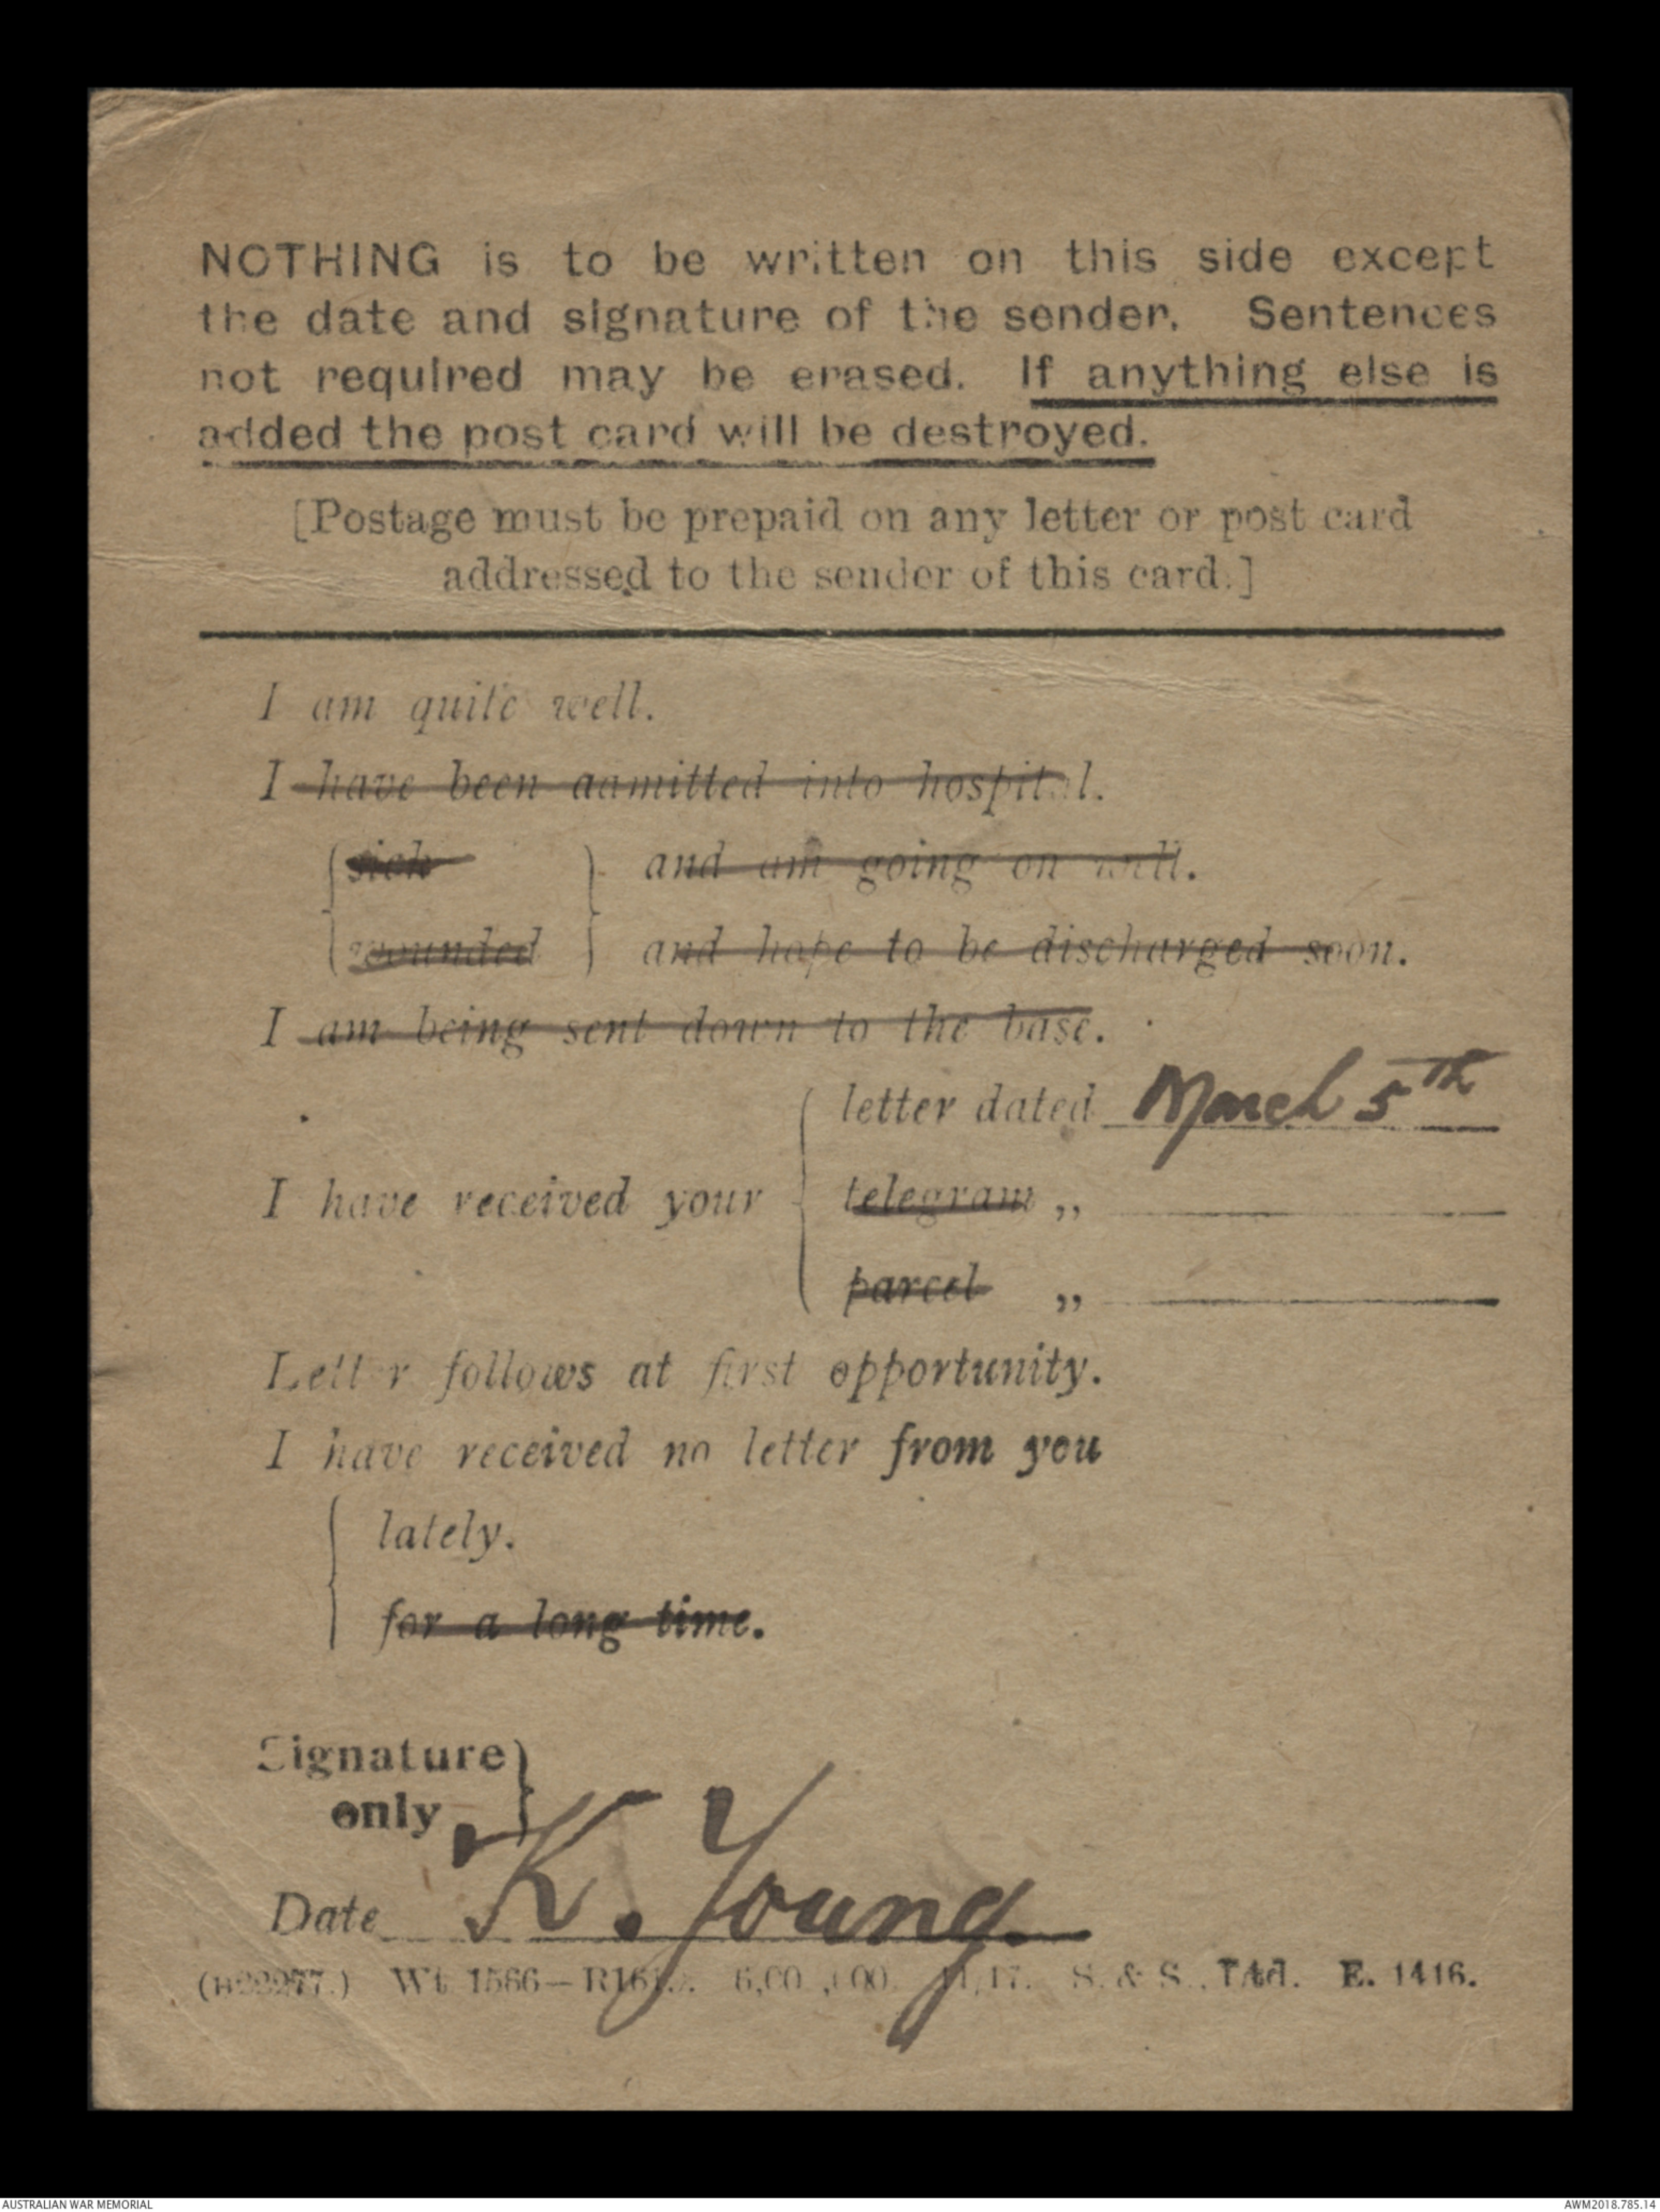 NOTHING is to be written on this side except
the date and signature of the sender. Sentences
not required may be erased. If anything else is
added the post card will be destroyed.
[Postage must be prepaid on any letter or post card
addressed to the sender of this card.]
I am quite well.
I have been admitted into hospital.
sick and am going on well.
wounded and hope to be discharged soon.
I am being sent down to the base.
letter dated March 5th
I have received your telegram „
parcel „
Letter follows at first opportunity.
I have received no letter from you
lately.
for a long time.
Signature
only
K. Young
Date
Wt 1566— 11/17. S. & S., Ltd. E. 1416.
AUSTRALIAN WAR MEMORIAL AWM2018.785.14